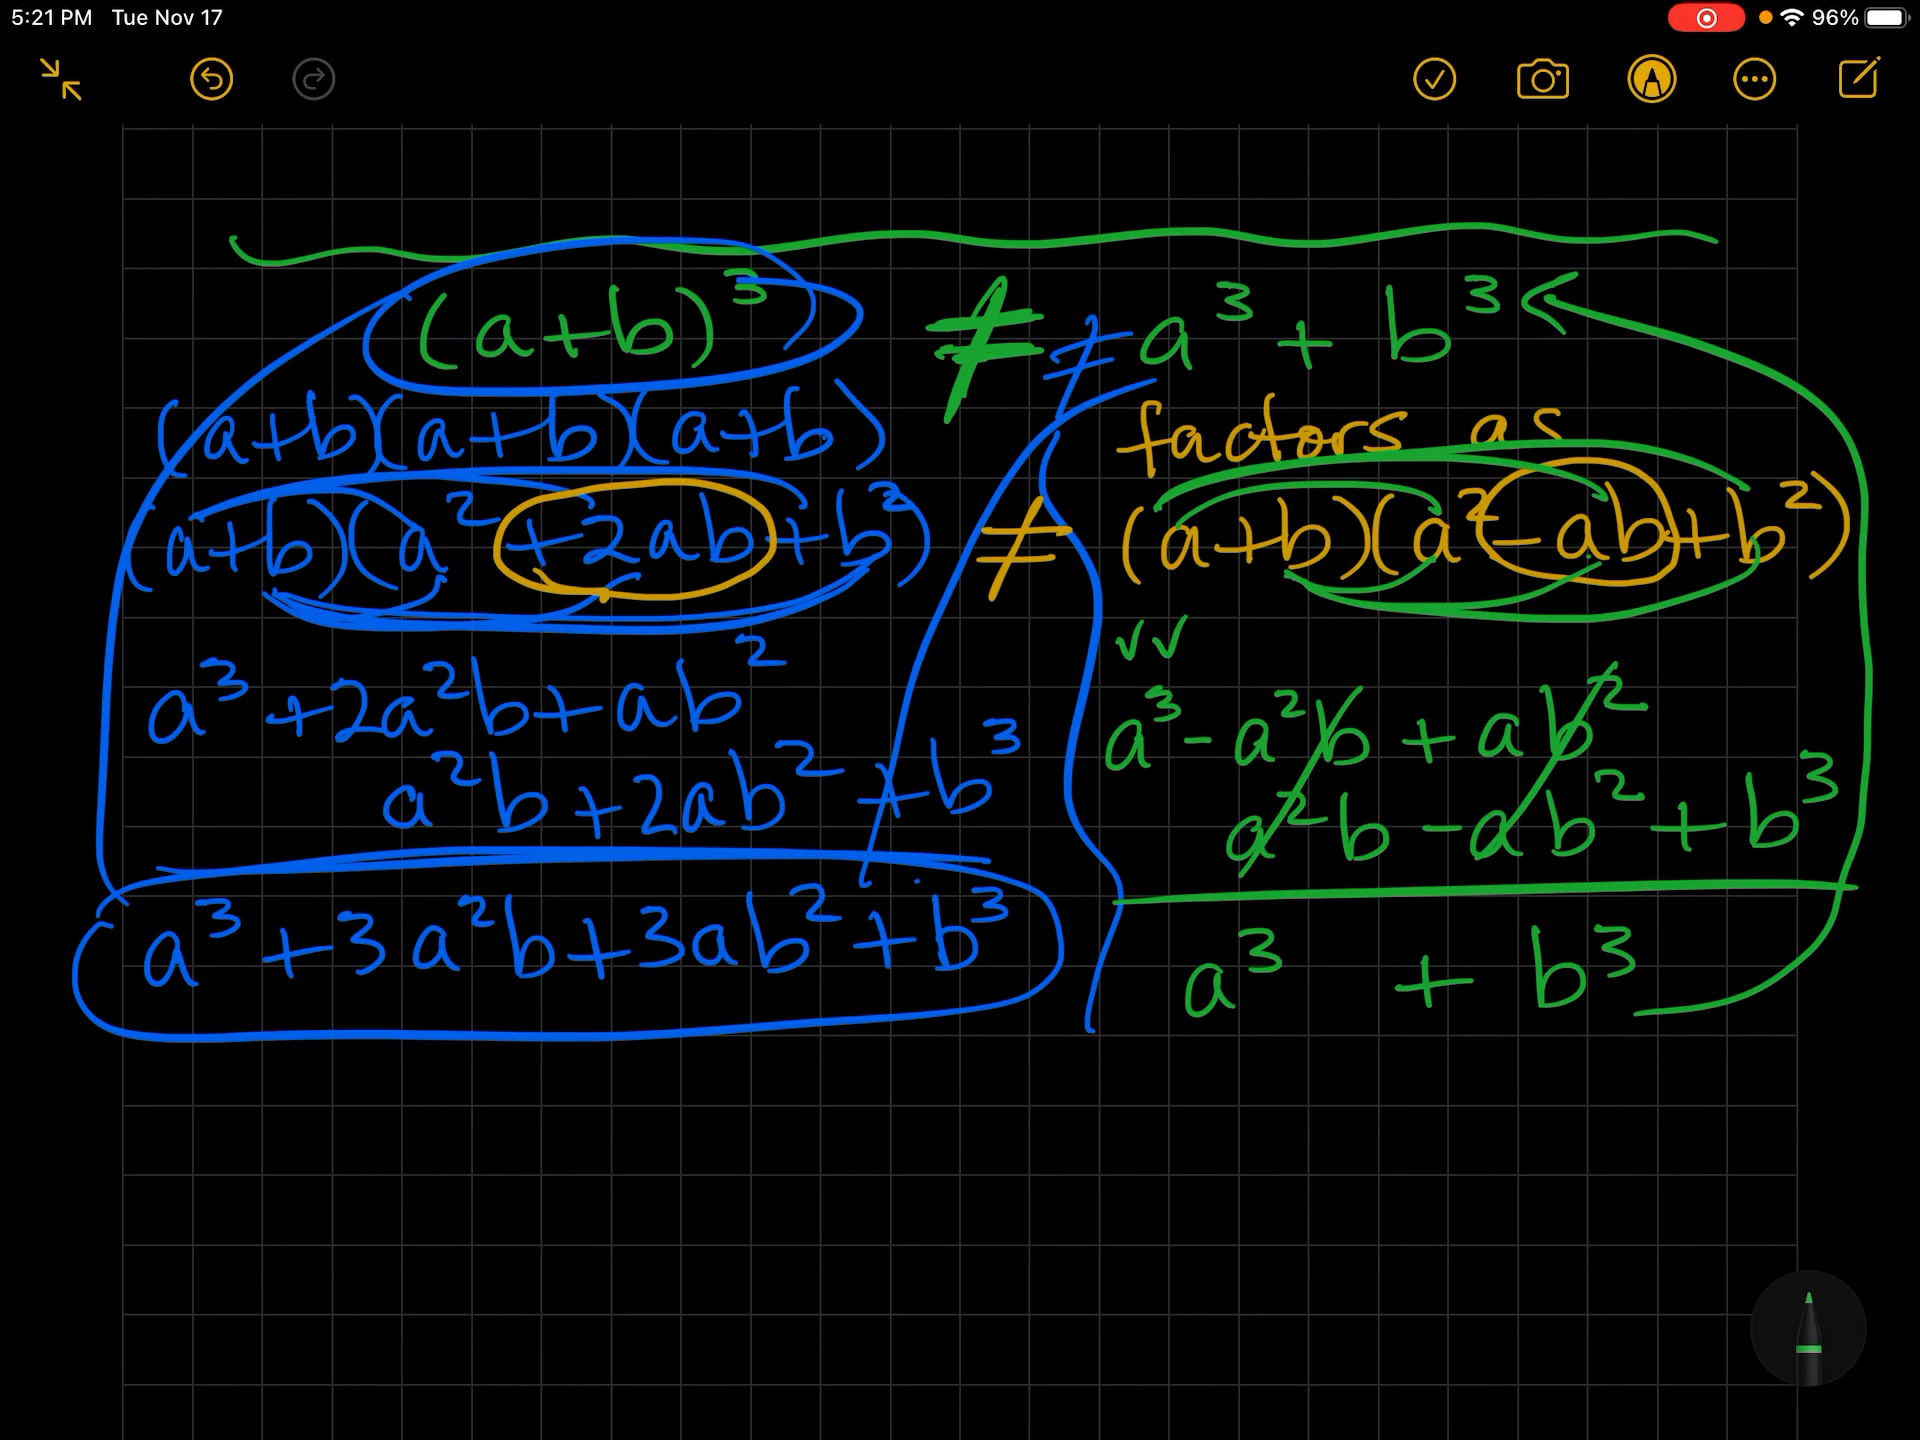 5:21 PM Tue Nov 17 96%
(a+b)³ ≠ ≠ a³ + b³
(a+b)(a+b)(a+b)
factors as
(a+b)(a²+2ab+b²) ≠ (a+b)(a²-ab+b²)
√√
a³+2a²b+ab²
a²b+2ab²+b³
a³+3a²b+3ab²+b³
a³-a²b+ab²
a²b-ab²+b³
a³ + b³